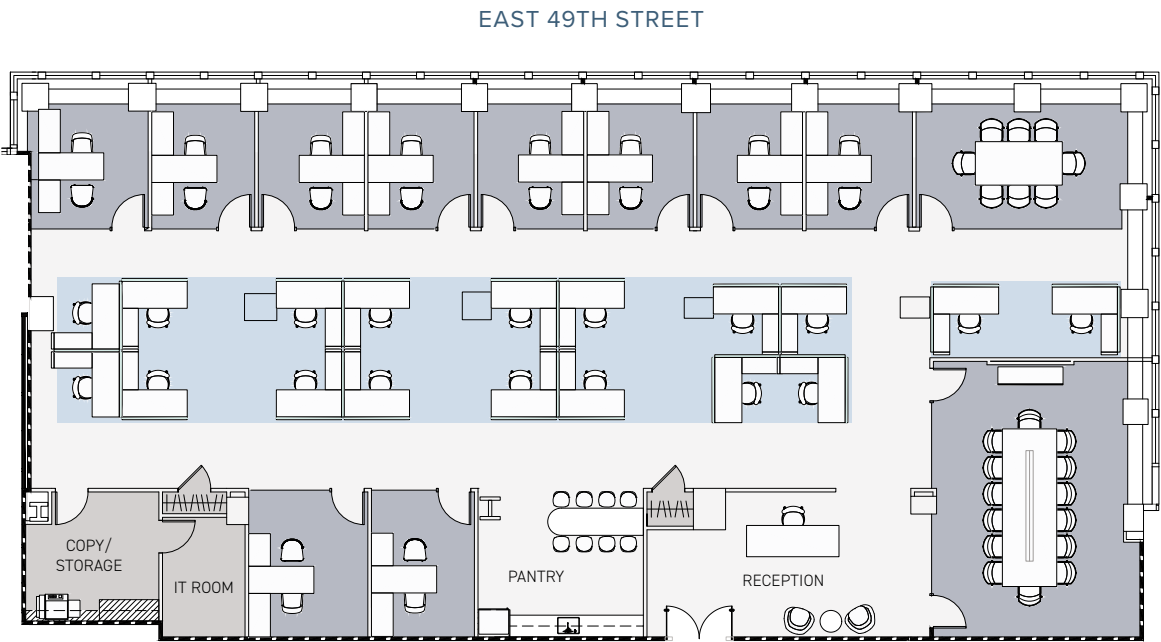 EAST 49TH STREET
COPY/
STORAGE
IT ROOM
PANTRY
RECEPTION